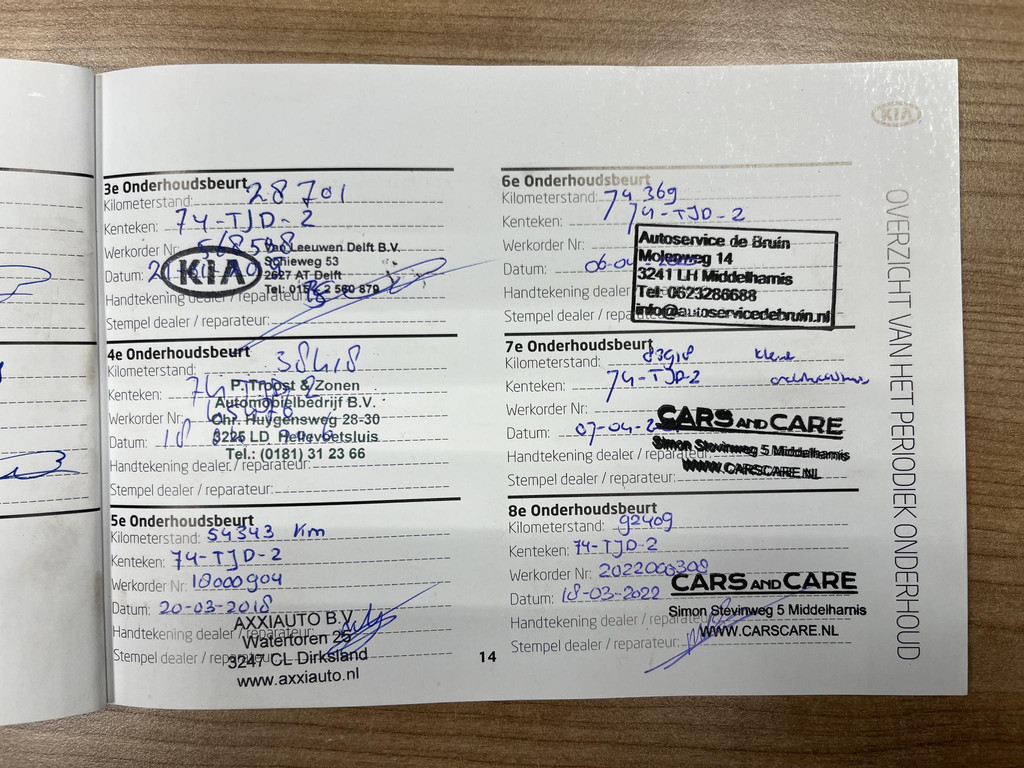 KIA
OVERZICHT VAN HET PERIODIEK ONDERHOUD
3e Onderhoudsbeurt
Kilometerstand: 28701
Kenteken: 74-TJD-2
Werkorder Nr:
Datum:
Handtekening dealer / reparateur:
Stempel dealer / reparateur:
KIA
Van Leeuwen Delft B.V.
Schieweg 53
2627 AT Delft
4e Onderhoudsbeurt
Kilometerstand: 38418
Kenteken:
Werkorder Nr:
Datum: 18
Handtekening dealer / reparateur:
Stempel dealer / reparateur:
P. Troost & Zonen
Automobielbedrijf B.V.
Chr. Huygensweg 28-30
3225 LD Hellevoetsluis
Tel.: (0181) 31 23 66
5e Onderhoudsbeurt
Kilometerstand: 54343 km
Kenteken: 74-TJD-2
Werkorder Nr: 18000904
Datum: 20-03-2018
Handtekening dealer / reparateur:
Stempel dealer / reparateur:
AXXIAUTO B.V.
Watertoren 25
3247 CL Dirksland
www.axxiauto.nl
14
6e Onderhoudsbeurt
Kilometerstand: 74369
Kenteken: 74-TJD-2
Werkorder Nr:
Datum:
Handtekening dealer
Stempel dealer / reparateur:
Autoservice de Bruin
Molenweg 14
3241 LH Middelharnis
Tel: 0623286688
info@autoservicedebruin.nl
7e Onderhoudsbeurt
Kilometerstand: 83918 kleine
Kenteken: 74-TJD-2
Werkorder Nr:
Datum: 07-04-
Handtekening dealer / reparateur:
Stempel dealer / reparateur:
CARS AND CARE
Simon Stevinweg 5 Middelharnis
WWW.CARSCARE.NL
8e Onderhoudsbeurt
Kilometerstand: 92409
Kenteken: 74-TJD-2
Werkorder Nr: 2022000308
Datum: 18-03-2022
Handtekening dealer / reparateur:
Stempel dealer / reparateur:
CARS AND CARE
Simon Stevinweg 5 Middelharnis
WWW.CARSCARE.NL